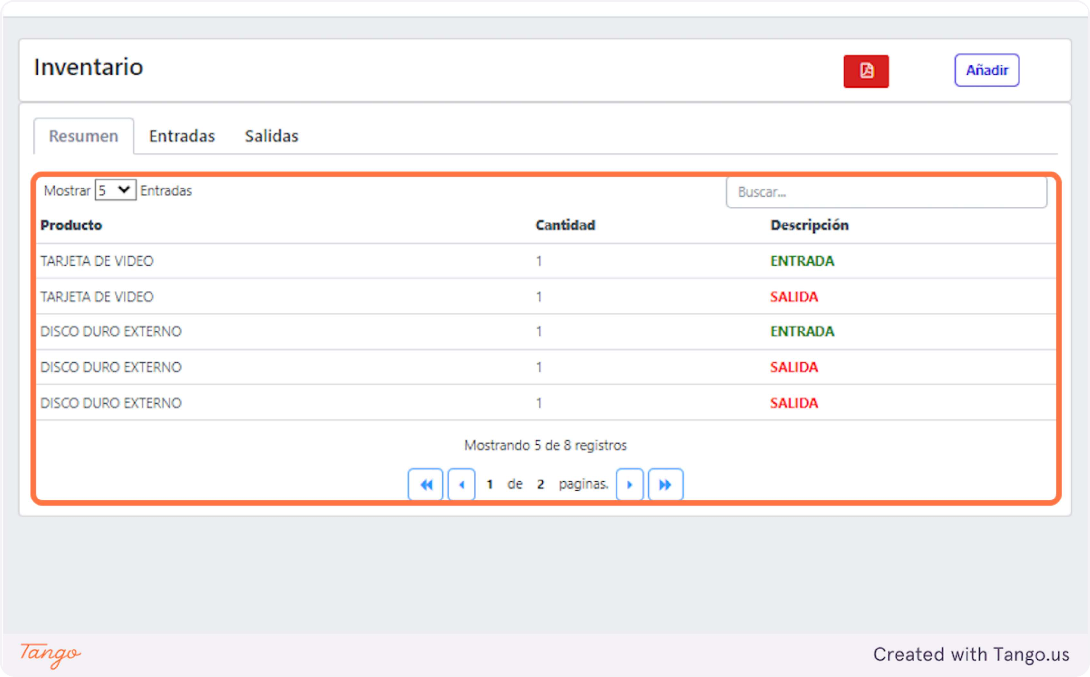 Inventario
Añadir
Resumen Entradas Salidas
Mostrar 5 Entradas Buscar...
Producto Cantidad Descripción
TARJETA DE VIDEO 1 ENTRADA
TARJETA DE VIDEO 1 SALIDA
DISCO DURO EXTERNO 1 ENTRADA
DISCO DURO EXTERNO 1 SALIDA
DISCO DURO EXTERNO 1 SALIDA
Mostrando 5 de 8 registros
1 de 2 paginas.
Tango Created with Tango.us